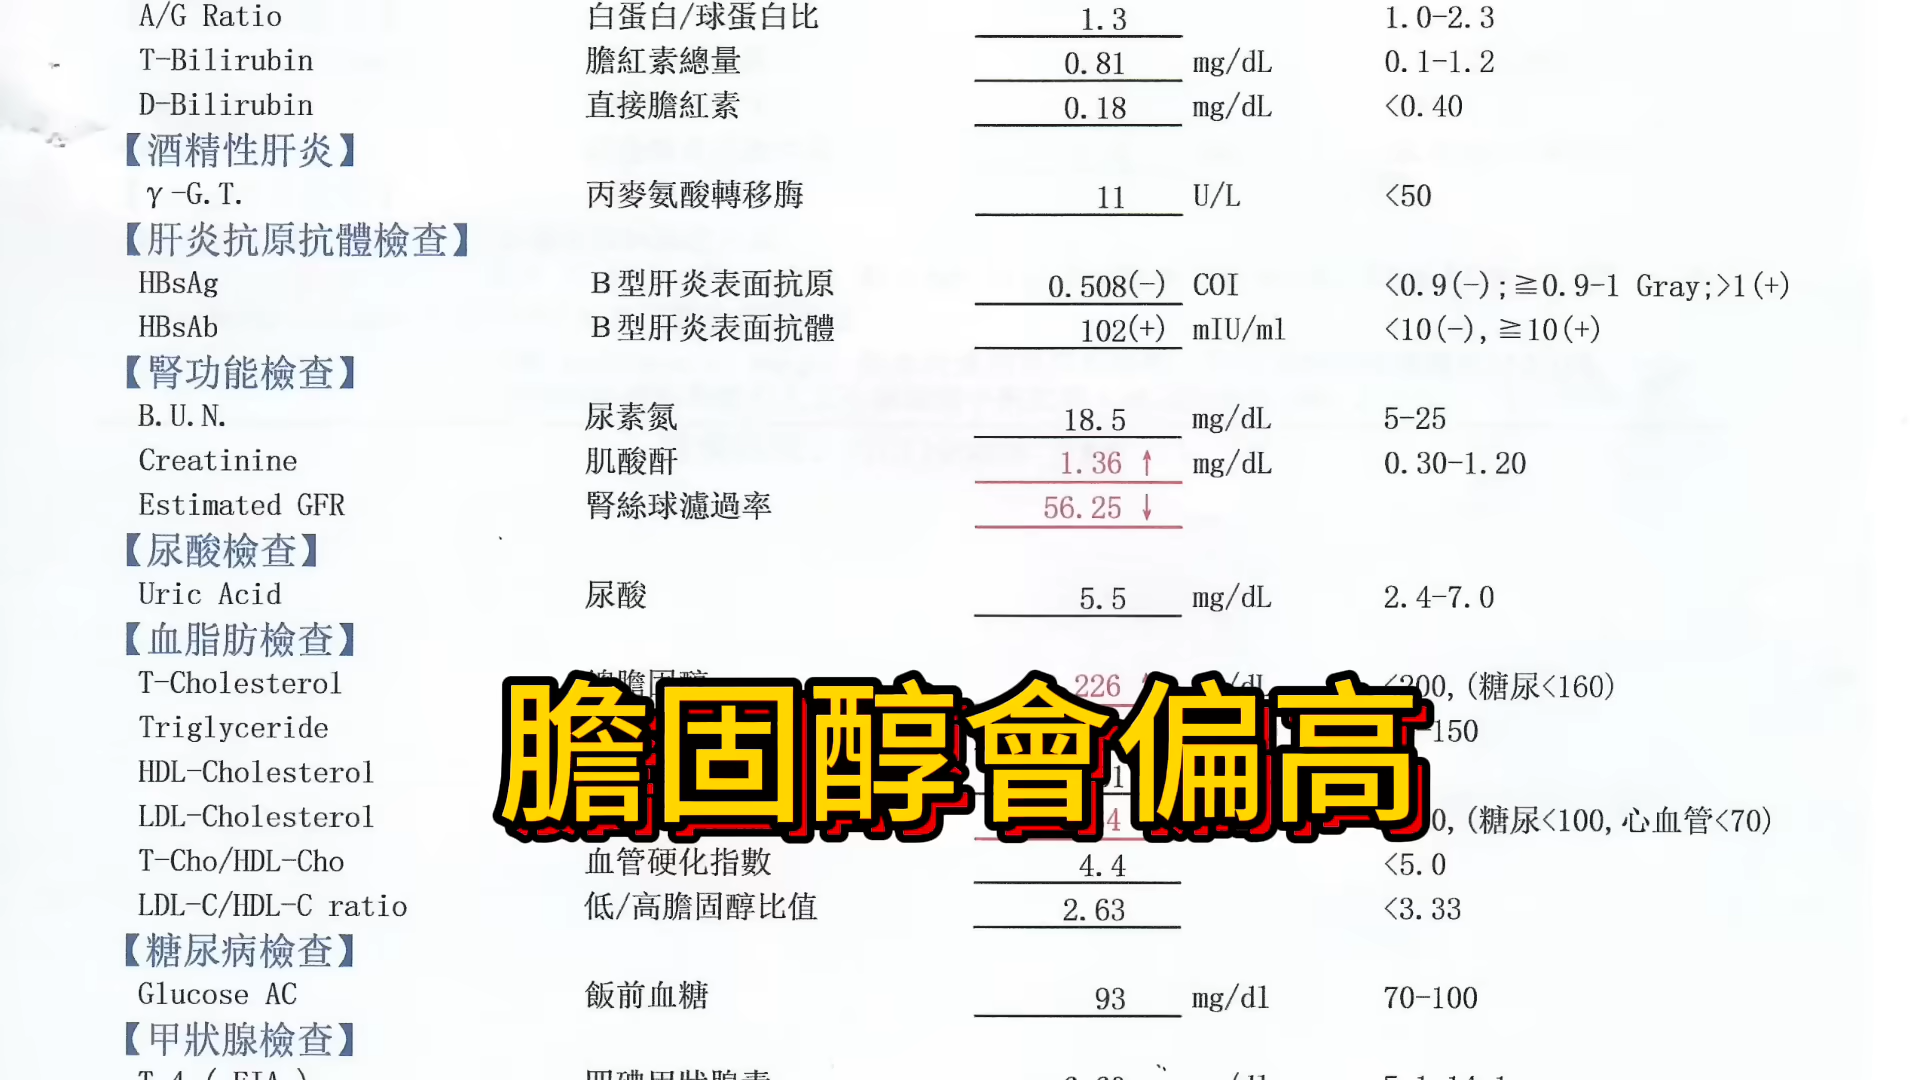 A/G Ratio 白蛋白/球蛋白比 1.3 1.0-2.3
T-Bilirubin 膽紅素總量 0.81 mg/dL 0.1-1.2
D-Bilirubin 直接膽紅素 0.18 mg/dL <0.40
【酒精性肝炎】
γ-G.T. 丙麥氨酸轉移脢 11 U/L <50
【肝炎抗原抗體檢查】
HBsAg B型肝炎表面抗原 0.508(-) COI <0.9(-);≧0.9-1 Gray;>1(+)
HBsAb B型肝炎表面抗體 102(+) mIU/ml <10(-),≧10(+)
【腎功能檢查】
B.U.N. 尿素氮 18.5 mg/dL 5-25
Creatinine 肌酸酐 1.36 ↑ mg/dL 0.30-1.20
Estimated GFR 腎絲球濾過率 56.25 ↓
【尿酸檢查】
Uric Acid 尿酸 5.5 mg/dL 2.4-7.0
【血脂肪檢查】
T-Cholesterol 226 <200,(糖尿<160)
Triglyceride
HDL-Cholesterol
LDL-Cholesterol (糖尿<100,心血管<70)
膽固醇會偏高
T-Cho/HDL-Cho 血管硬化指數 4.4 <5.0
LDL-C/HDL-C ratio 低/高膽固醇比值 2.63 <3.33
【糖尿病檢查】
Glucose AC 飯前血糖 93 mg/dl 70-100
【甲狀腺檢查】